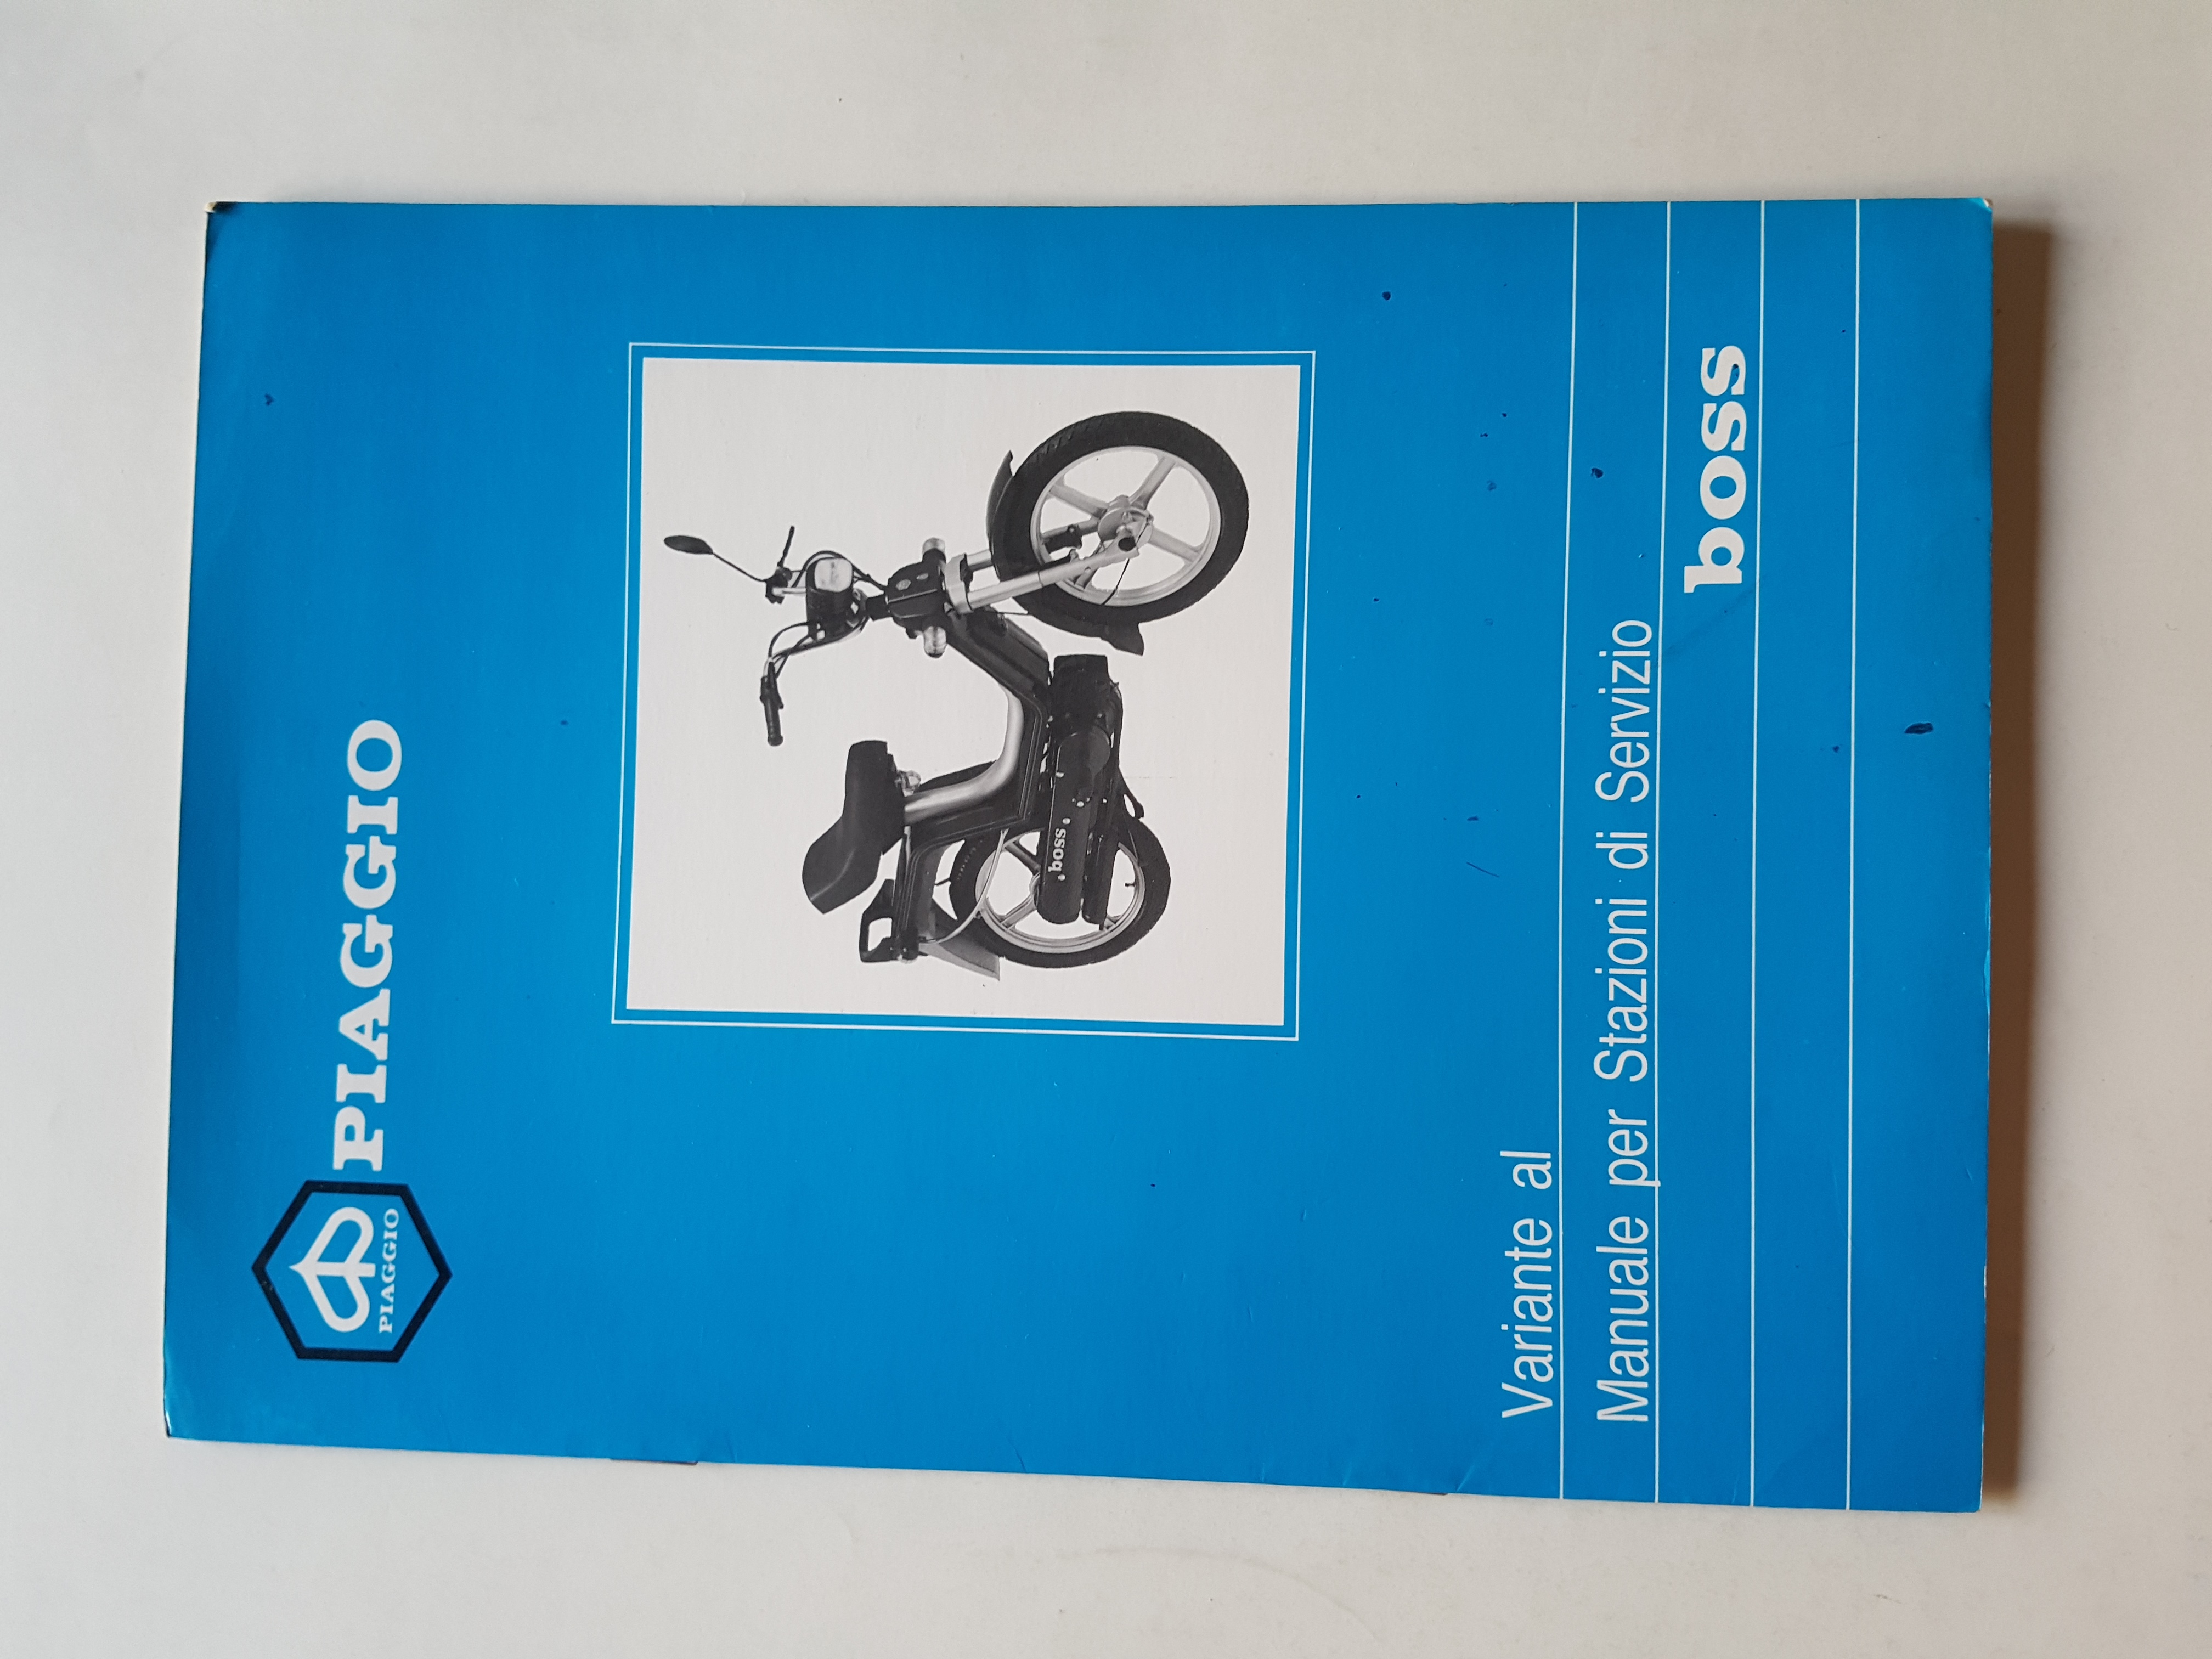 PIAGGIO
PIAGGIO
boss
Variante al
Manuale per Stazioni di Servizio
boss